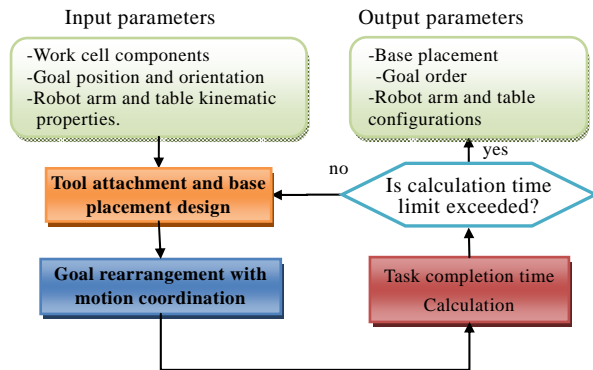 Input parameters
-Work cell components
-Goal position and orientation
-Robot arm and table kinematic
properties.
Output parameters
-Base placement
-Goal order
-Robot arm and table
configurations
yes
no
Is calculation time
limit exceeded?
Tool attachment and base
placement design
Goal rearrangement with
motion coordination
Task completion time
Calculation